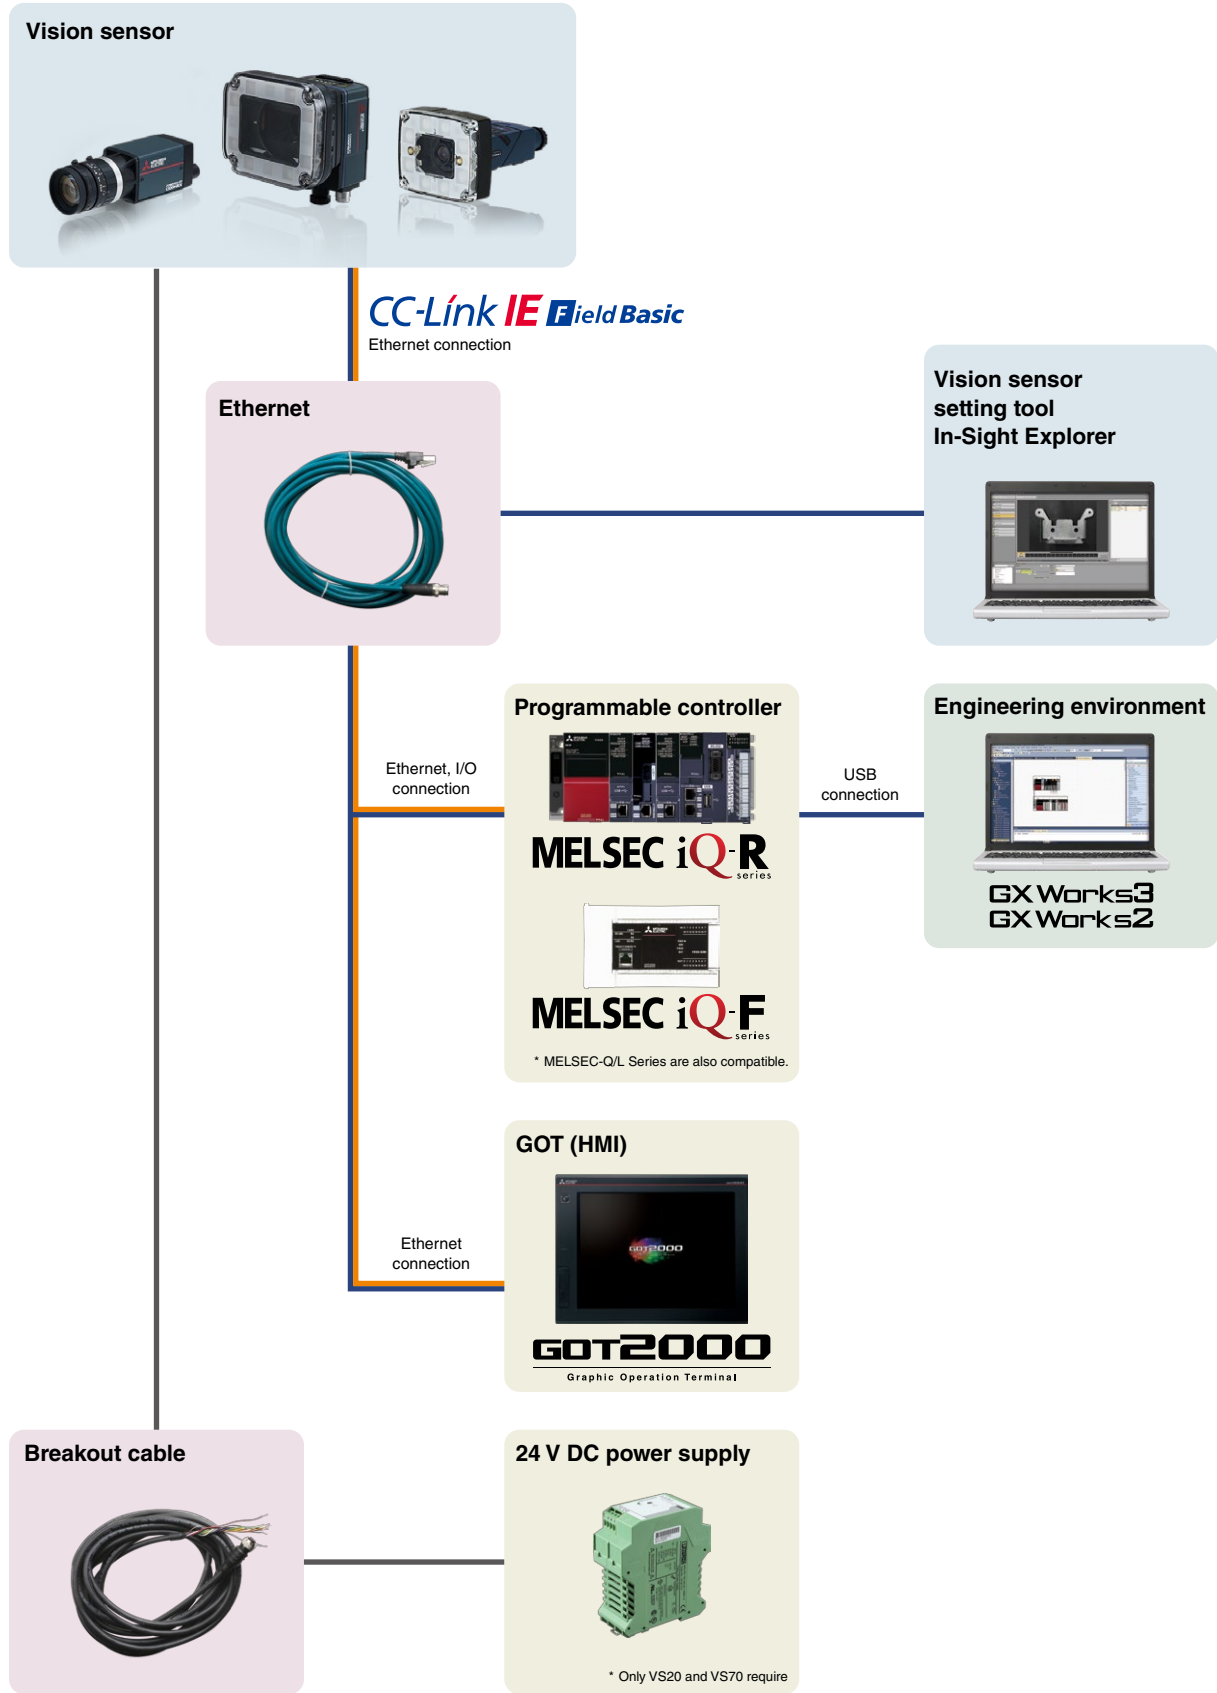 Vision sensor
MITSUBISHI ELECTRIC
CC-Link IE Field Basic
Ethernet connection
Ethernet
Vision sensor
setting tool
In-Sight Explorer
Programmable controller
Engineering environment
Ethernet, I/O
connection
USB
connection
MELSEC iQ-R
series
GX Works3
GX Works2
MELSEC iQ-F
series
* MELSEC-Q/L Series are also compatible.
GOT (HMI)
GOT2000
Ethernet
connection
GOT2000
Graphic Operation Terminal
Breakout cable
24 V DC power supply
* Only VS20 and VS70 require